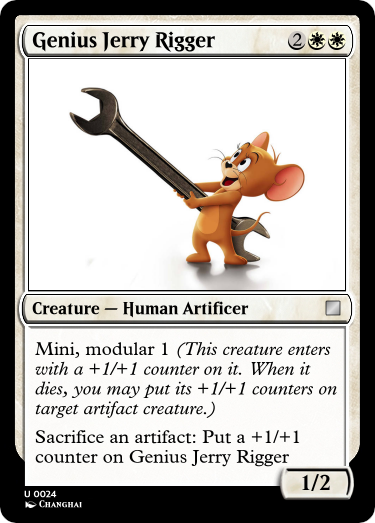 Genius Jerry Rigger 2
Creature — Human Artificer
Mini, modular 1 (This creature enters
with a +1/+1 counter on it. When it
dies, you may put its +1/+1 counters on
target artifact creature.)
Sacrifice an artifact: Put a +1/+1
counter on Genius Jerry Rigger
1/2
U 0024
CHANGHAI